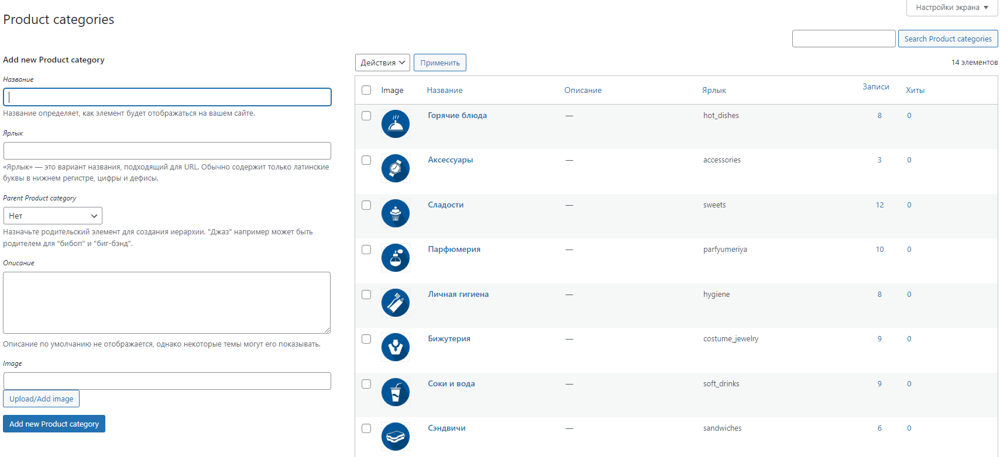 Настройки экрана ▼
Product categories
Search Product categories
Add new Product category
Действия
Применить
14 элементов
Название
Название определяет, как элемент будет отображаться на вашем сайте.
Ярлык
«Ярлык» — это вариант названия, подходящий для URL. Обычно содержит только латинские
буквы в нижнем регистре, цифры и дефисы.
Parent Product category
Нет
Назначьте родительский элемент для создания иерархии. "Джаз" например может быть
родителем для "бибоп" и "биг-бэнд".
Описание
Описание по умолчанию не отображается, однако некоторые темы могут его показывать.
Image
Upload/Add image
Add new Product category
Image Название Описание Ярлык Записи Хиты
Горячие блюда — hot_dishes 8 0
Аксессуары — accessories 3 0
Сладости — sweets 12 0
Парфюмерия — parfyumeriya 10 0
Личная гигиена — hygiene 8 0
Бижутерия — costume_jewelry 9 0
Соки и вода — soft_drinks 9 0
Сэндвичи — sandwiches 6 0